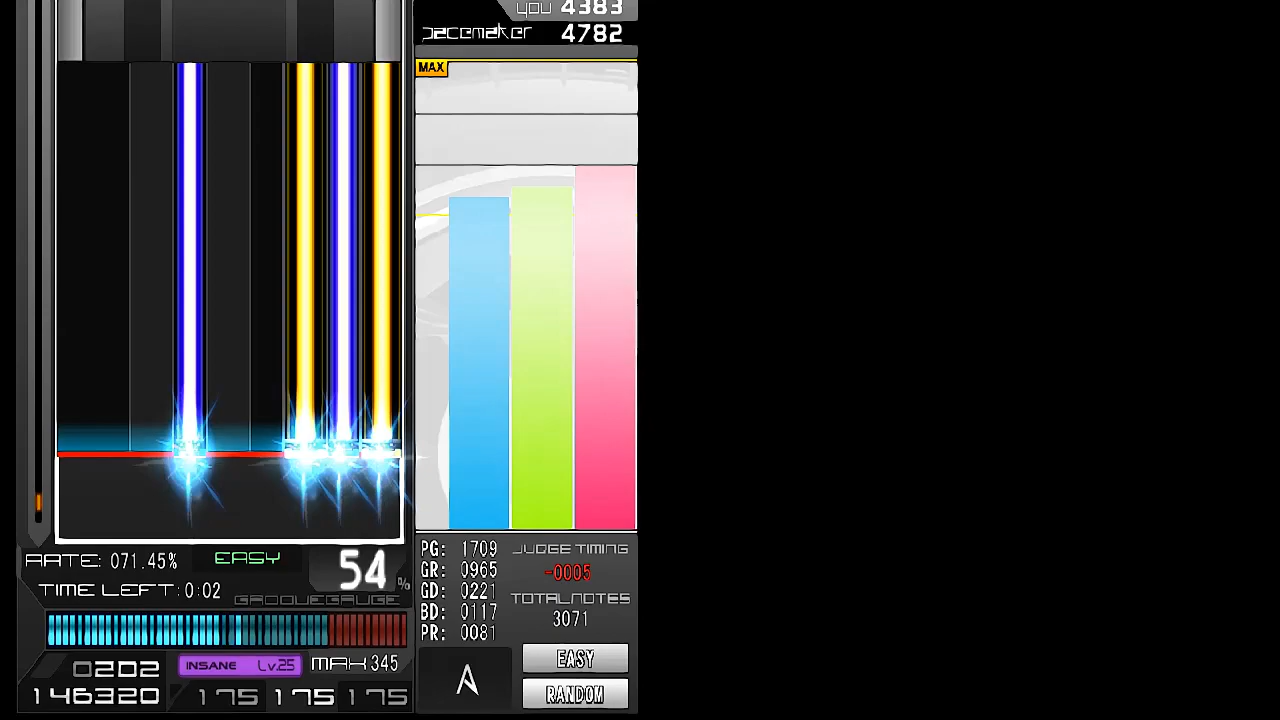 you 4383
pacemaker 4782
MAX
RATE: 071.45% EASY 54 %
TIME LEFT: 0:02
GROOVEGAUGE
PG: 1709
GR: 0965
GD: 0221
BD: 0117
PR: 0081
JUDGE TIMING
-0005
TOTALNOTES
3071
0202 INSANE Lv.25 MAX 345
146320 175 175 175
A
EASY
RANDOM